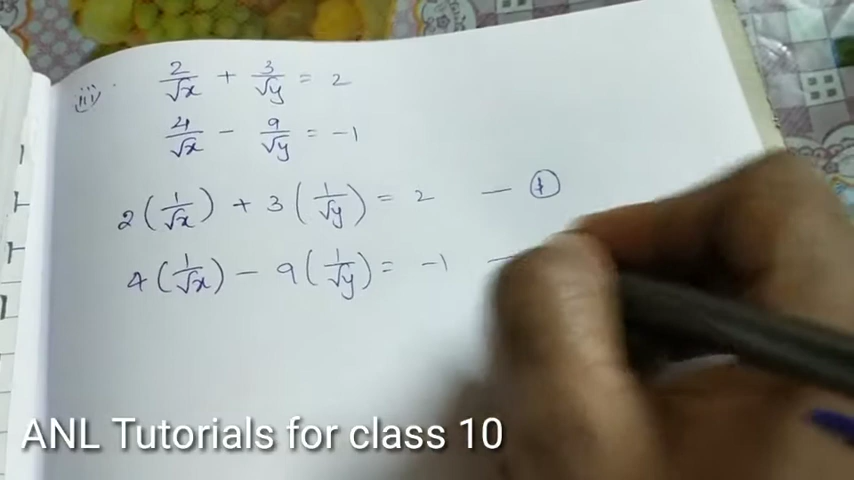 iii) 2/√x + 3/√y = 2
4/√x - 9/√y = -1
2(1/√x) + 3(1/√y) = 2 — ①
4(1/√x) - 9(1/√y) = -1 —
ANL Tutorials for class 10